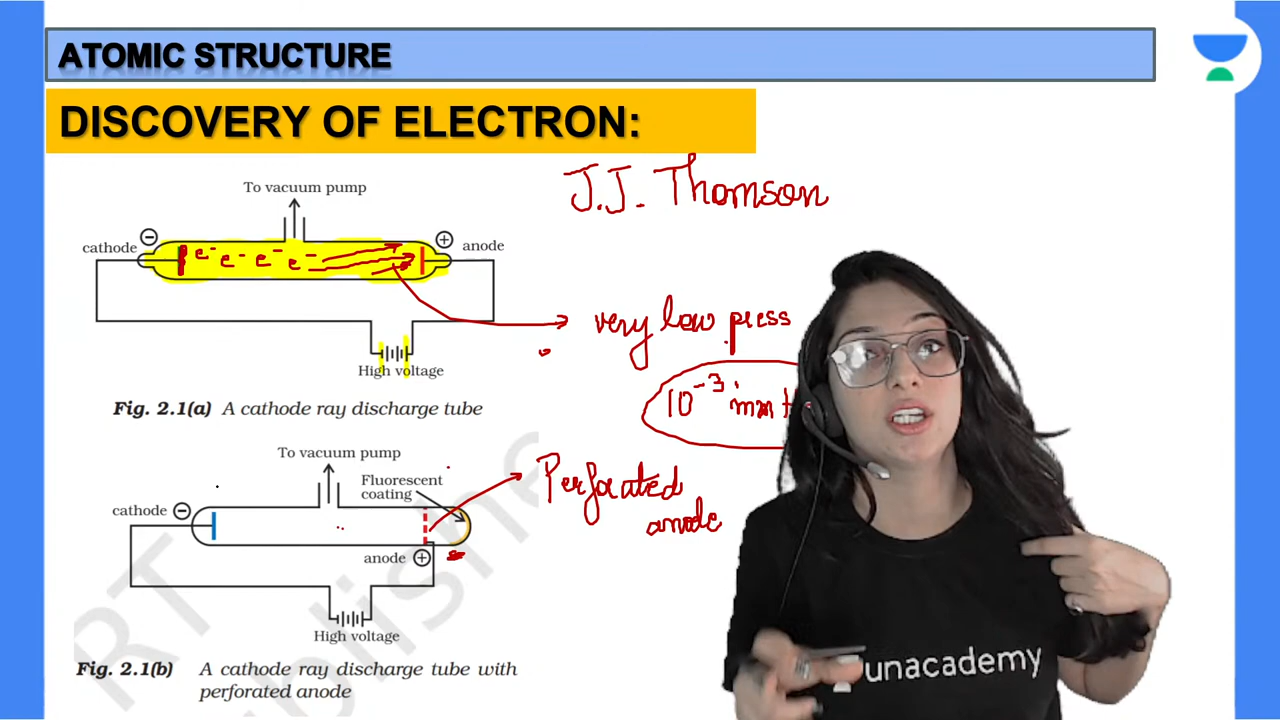 ATOMIC STRUCTURE
DISCOVERY OF ELECTRON:
J.J. Thomson
To vacuum pump
cathode
−
e⁻ e⁻ e⁻ e⁻
+
anode
very low press
High voltage
10⁻³ mm
Fig. 2.1(a) A cathode ray discharge tube
To vacuum pump
Fluorescent
coating
Perforated
anode
cathode
−
anode +
High voltage
Fig. 2.1(b) A cathode ray discharge tube with
perforated anode
unacademy